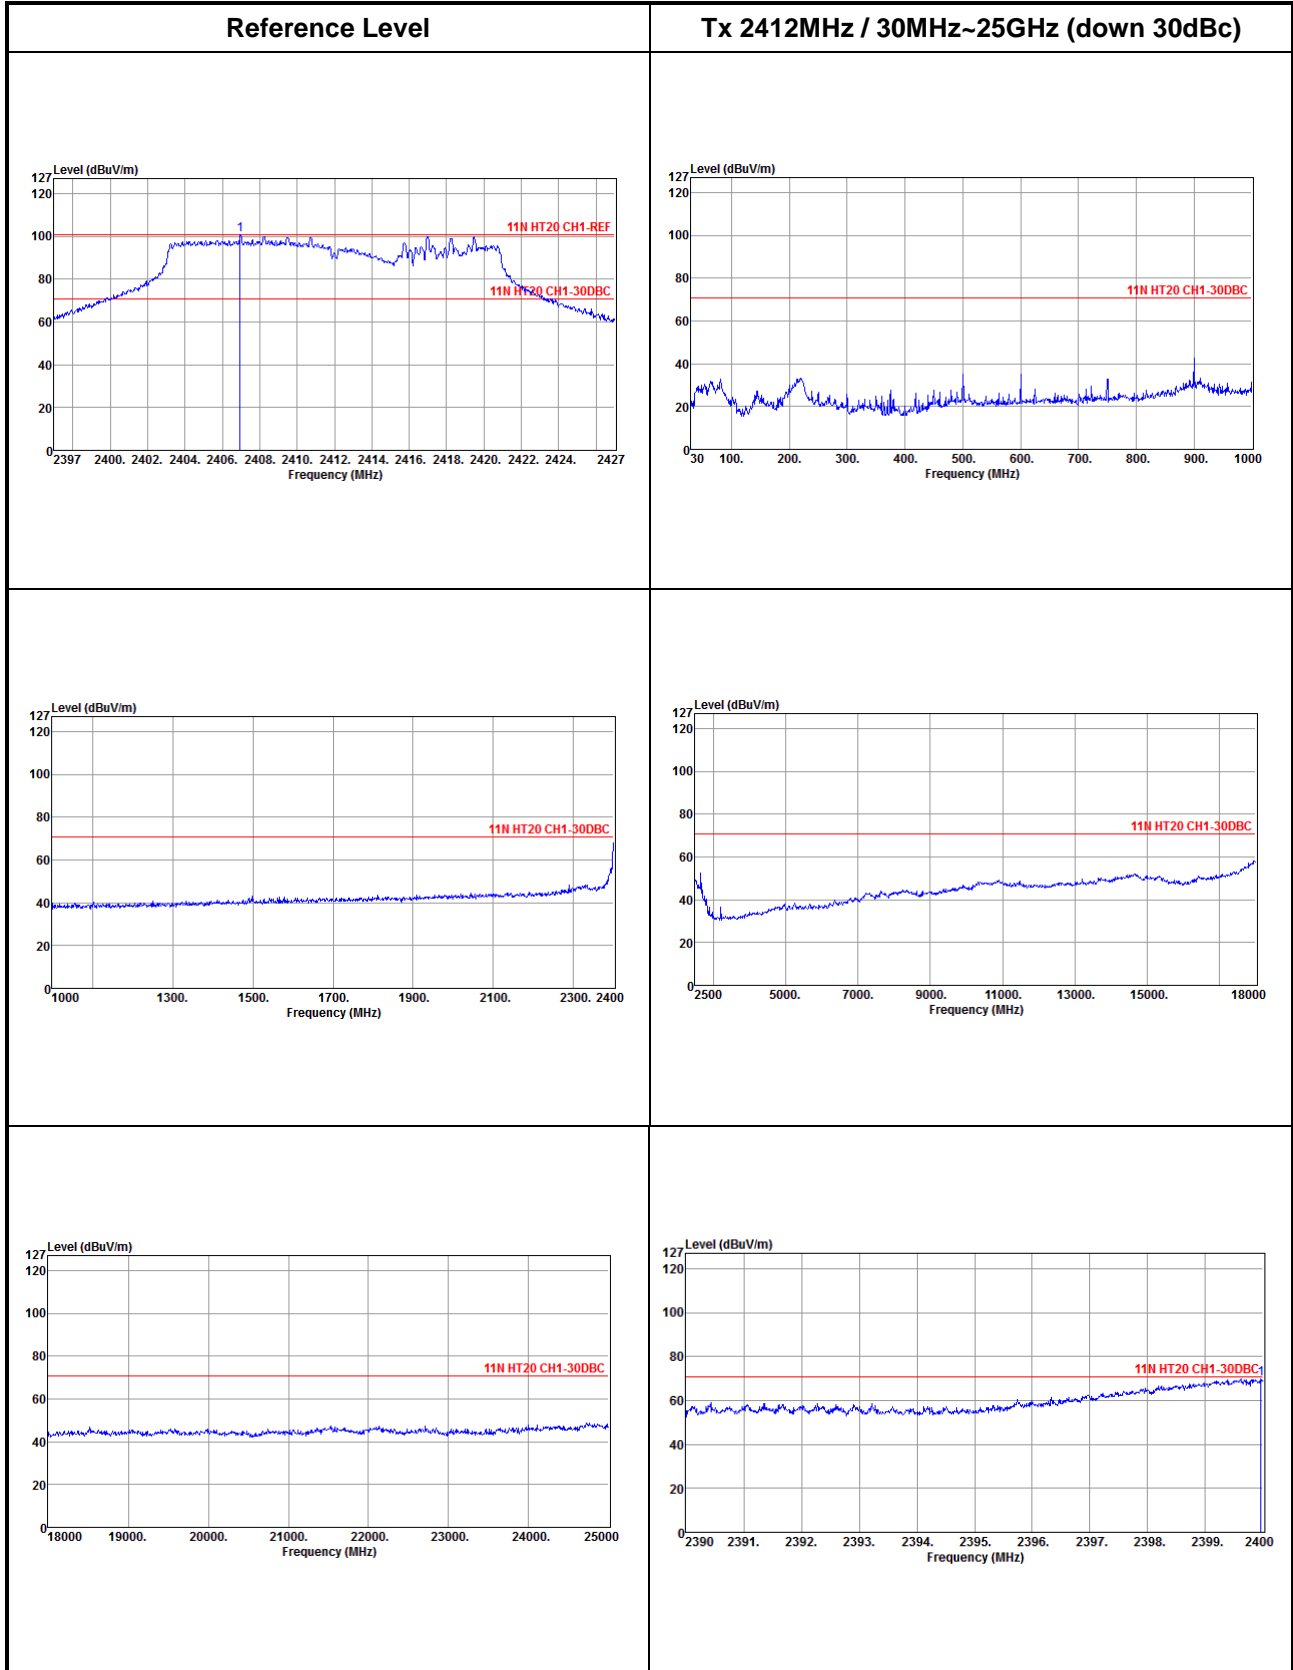 Reference Level
Tx 2412MHz / 30MHz~25GHz (down 30dBc)
Level (dBuV/m)
127
120
100
80
60
40
20
0
11N HT20 CH1-REF
11N HT20 CH1-30DBC
1
2397 2400. 2402. 2404. 2406. 2408. 2410. 2412. 2414. 2416. 2418. 2420. 2422. 2424. 2427
Frequency (MHz)
Level (dBuV/m)
127
120
100
80
60
40
20
0
11N HT20 CH1-30DBC
30 100. 200. 300. 400. 500. 600. 700. 800. 900. 1000
Frequency (MHz)
Level (dBuV/m)
127
120
100
80
60
40
20
0
11N HT20 CH1-30DBC
1000 1300. 1500. 1700. 1900. 2100. 2300. 2400
Frequency (MHz)
Level (dBuV/m)
127
120
100
80
60
40
20
0
11N HT20 CH1-30DBC
2500 5000. 7000. 9000. 11000. 13000. 15000. 18000
Frequency (MHz)
Level (dBuV/m)
127
120
100
80
60
40
20
0
11N HT20 CH1-30DBC
18000 19000. 20000. 21000. 22000. 23000. 24000. 25000
Frequency (MHz)
Level (dBuV/m)
127
120
100
80
60
40
20
0
11N HT20 CH1-30DBC
1
2390 2391. 2392. 2393. 2394. 2395. 2396. 2397. 2398. 2399. 2400
Frequency (MHz)